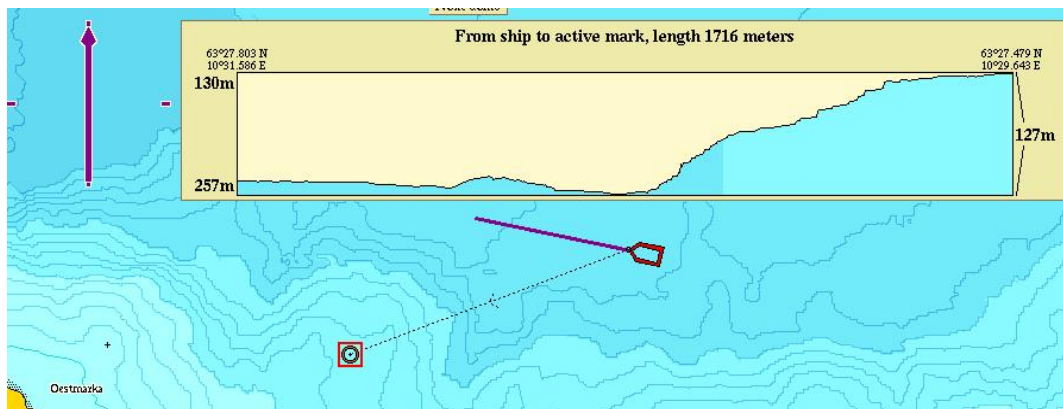 From ship to active mark, length 1716 meters
63°27.803 N
10°31.586 E
63°27.479 N
10°29.643 E
130m
127m
257m
Oestmarka